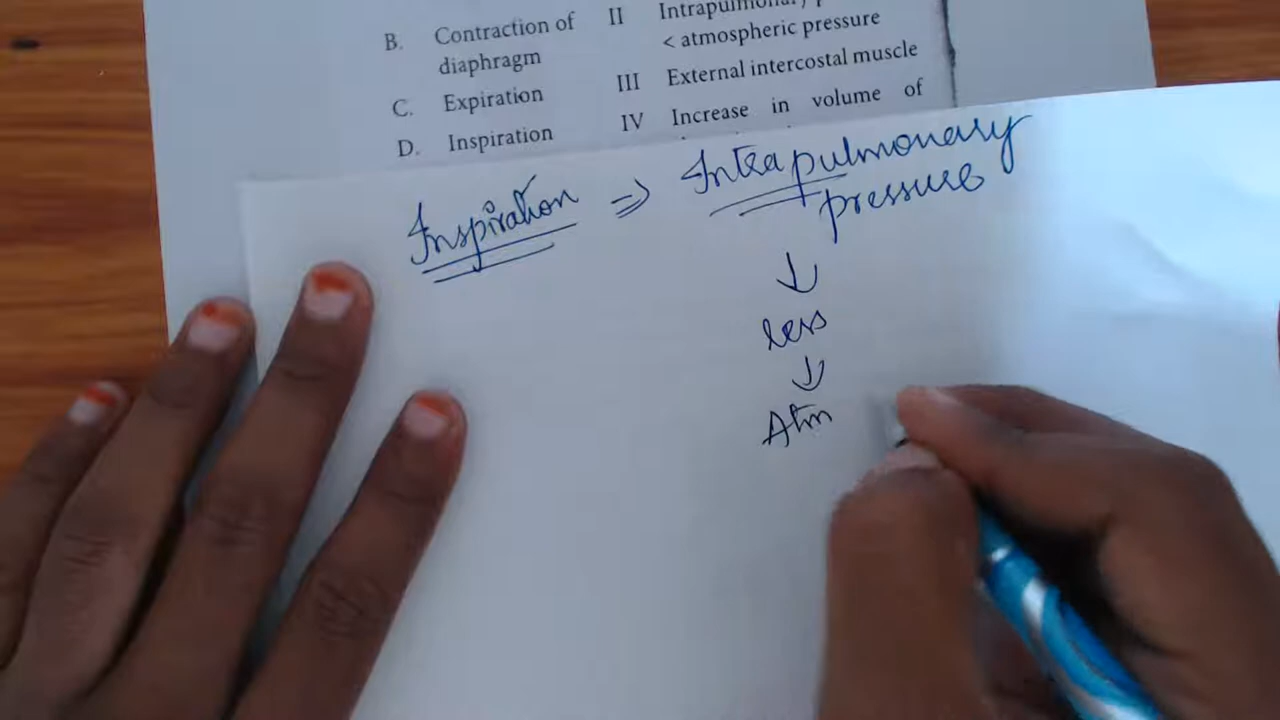 B. Contraction of diaphragm
II < atmospheric pressure
C. Expiration
III External intercostal muscle
D. Inspiration
IV Increase in volume of
Inspiration ⇒ Intrapulmonary
pressure
↓
less
↓
Atm